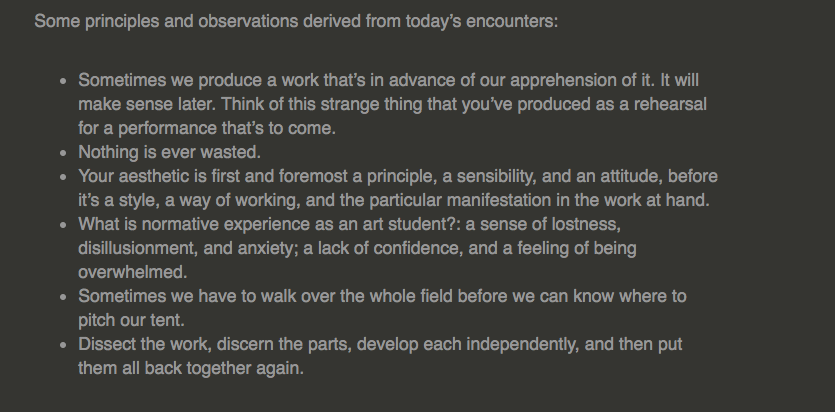 Some principles and observations derived from today’s encounters:
• Sometimes we produce a work that’s in advance of our apprehension of it. It will
make sense later. Think of this strange thing that you’ve produced as a rehearsal
for a performance that’s to come.
• Nothing is ever wasted.
• Your aesthetic is first and foremost a principle, a sensibility, and an attitude, before
it’s a style, a way of working, and the particular manifestation in the work at hand.
• What is normative experience as an art student?: a sense of lostness,
disillusionment, and anxiety; a lack of confidence, and a feeling of being
overwhelmed.
• Sometimes we have to walk over the whole field before we can know where to
pitch our tent.
• Dissect the work, discern the parts, develop each independently, and then put
them all back together again.